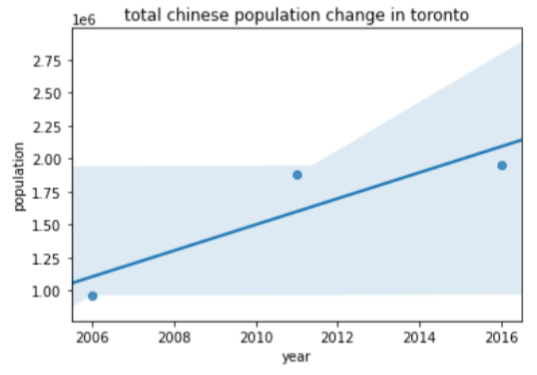 total chinese population change in toronto
1e6
2.75
2.50
2.25
2.00
1.75
1.50
1.25
1.00
population
2006 2008 2010 2012 2014 2016
year